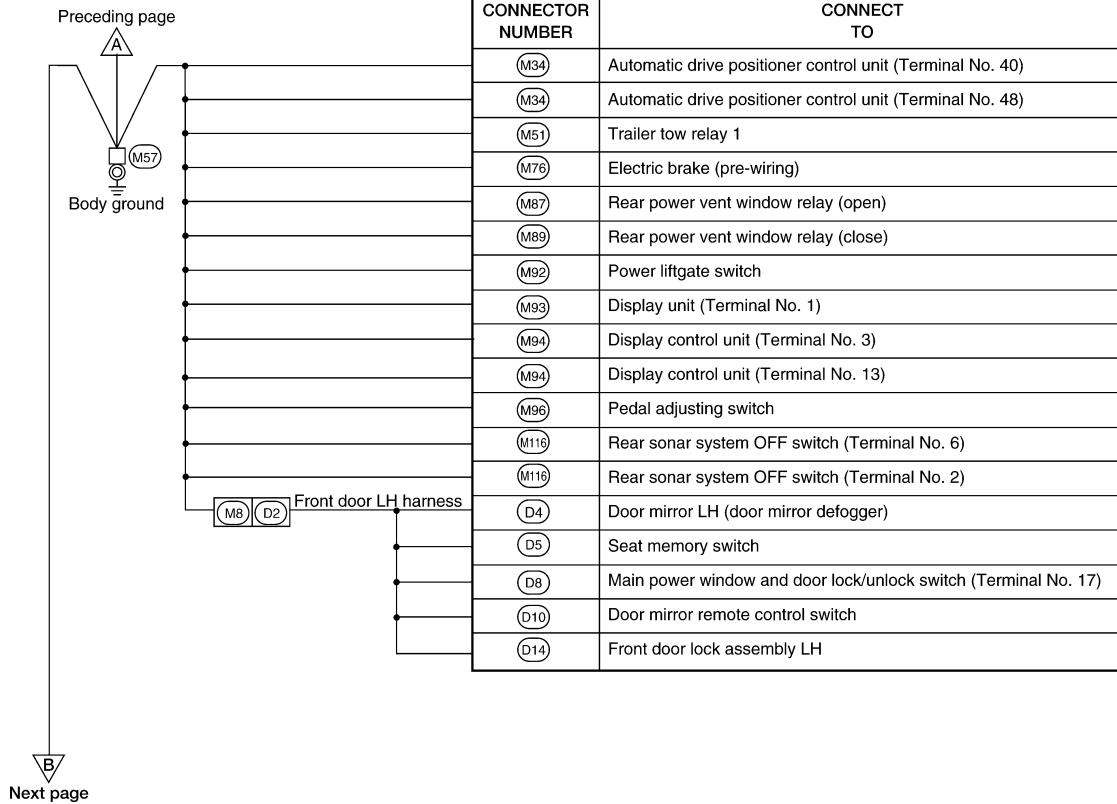 Preceding page
A
M57
Body ground
CONNECTOR NUMBER CONNECT TO
M34 Automatic drive positioner control unit (Terminal No. 40)
M34 Automatic drive positioner control unit (Terminal No. 48)
M51 Trailer tow relay 1
M76 Electric brake (pre-wiring)
M87 Rear power vent window relay (open)
M89 Rear power vent window relay (close)
M92 Power liftgate switch
M93 Display unit (Terminal No. 1)
M94 Display control unit (Terminal No. 3)
M94 Display control unit (Terminal No. 13)
M96 Pedal adjusting switch
M116 Rear sonar system OFF switch (Terminal No. 6)
M116 Rear sonar system OFF switch (Terminal No. 2)
M8 D2 Front door LH harness
D4 Door mirror LH (door mirror defogger)
D5 Seat memory switch
D8 Main power window and door lock/unlock switch (Terminal No. 17)
D10 Door mirror remote control switch
D14 Front door lock assembly LH
B
Next page